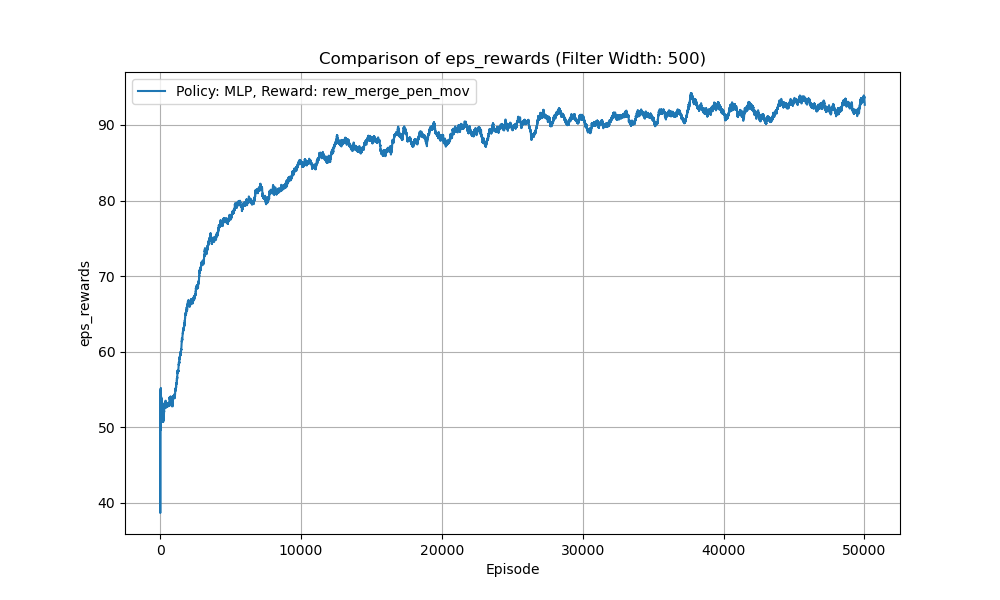 Comparison of eps_rewards (Filter Width: 500)
Policy: MLP, Reward: rew_merge_pen_mov
eps_rewards
90
80
70
60
50
40
0 10000 20000 30000 40000 50000
Episode